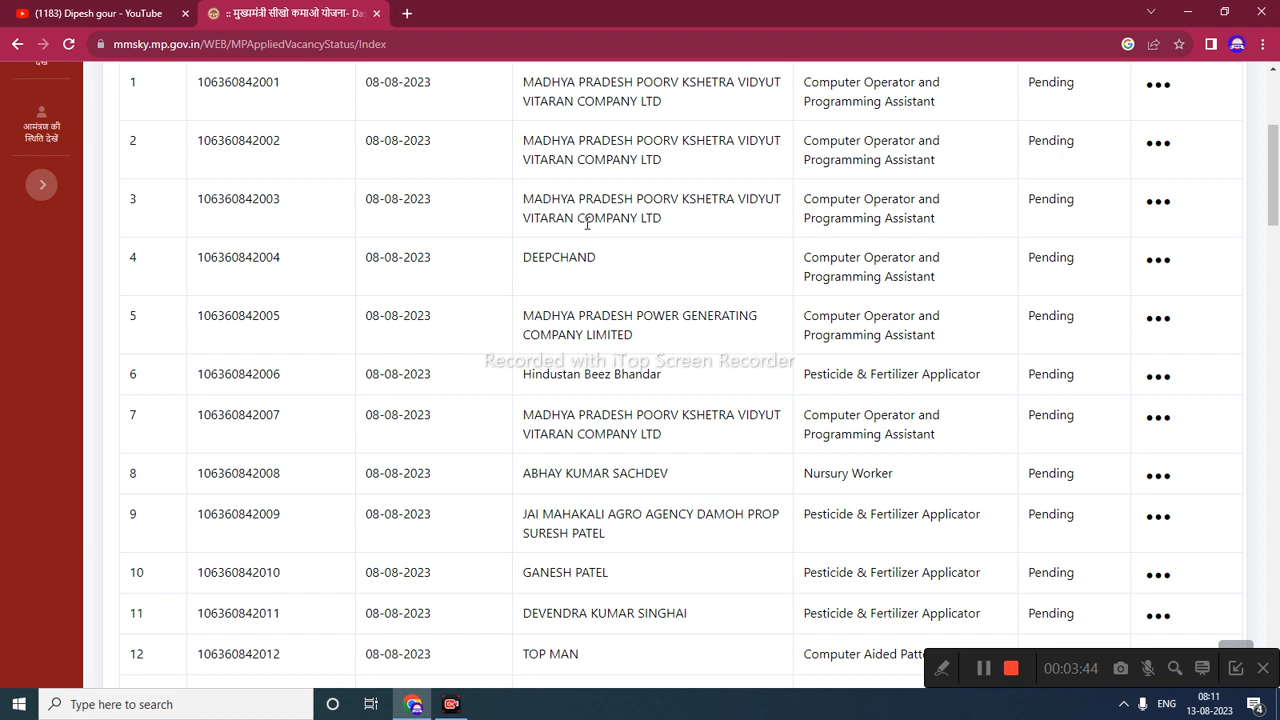 (1183) Dipesh gour - YouTube
:: मुख्यमंत्री सीखो कमाओ योजना- Da
mmsky.mp.gov.in/WEB/MPAppliedVacancyStatus/Index
देखें
आमंत्रण की
स्थिति देखें
1 106360842001 08-08-2023 MADHYA PRADESH POORV KSHETRA VIDYUT VITARAN COMPANY LTD Computer Operator and Programming Assistant Pending
2 106360842002 08-08-2023 MADHYA PRADESH POORV KSHETRA VIDYUT VITARAN COMPANY LTD Computer Operator and Programming Assistant Pending
3 106360842003 08-08-2023 MADHYA PRADESH POORV KSHETRA VIDYUT VITARAN COMPANY LTD Computer Operator and Programming Assistant Pending
4 106360842004 08-08-2023 DEEPCHAND Computer Operator and Programming Assistant Pending
5 106360842005 08-08-2023 MADHYA PRADESH POWER GENERATING COMPANY LIMITED Computer Operator and Programming Assistant Pending
Recorded with iTop Screen Recorder
6 106360842006 08-08-2023 Hindustan Beez Bhandar Pesticide & Fertilizer Applicator Pending
7 106360842007 08-08-2023 MADHYA PRADESH POORV KSHETRA VIDYUT VITARAN COMPANY LTD Computer Operator and Programming Assistant Pending
8 106360842008 08-08-2023 ABHAY KUMAR SACHDEV Nursury Worker Pending
9 106360842009 08-08-2023 JAI MAHAKALI AGRO AGENCY DAMOH PROP SURESH PATEL Pesticide & Fertilizer Applicator Pending
10 106360842010 08-08-2023 GANESH PATEL Pesticide & Fertilizer Applicator Pending
11 106360842011 08-08-2023 DEVENDRA KUMAR SINGHAI Pesticide & Fertilizer Applicator Pending
12 106360842012 08-08-2023 TOP MAN Computer Aided Patt
00:03:44
Type here to search
ENG
08:11
13-08-2023
4